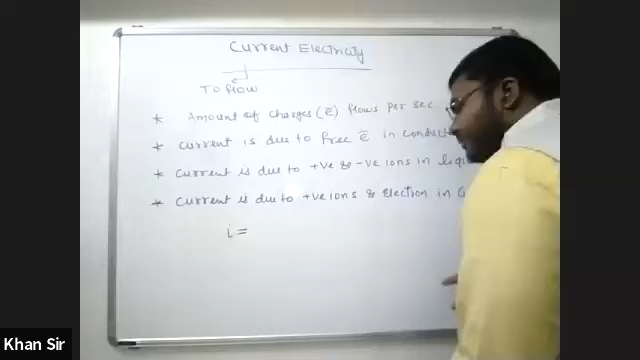 Current Electricity
To flow
* Amount of charges (ē) flows per sec
* Current is due to free ē in conduct
* Current is due to +ve & -ve ions in liq
* Current is due to +ve ions & Election in G
i =
Khan Sir